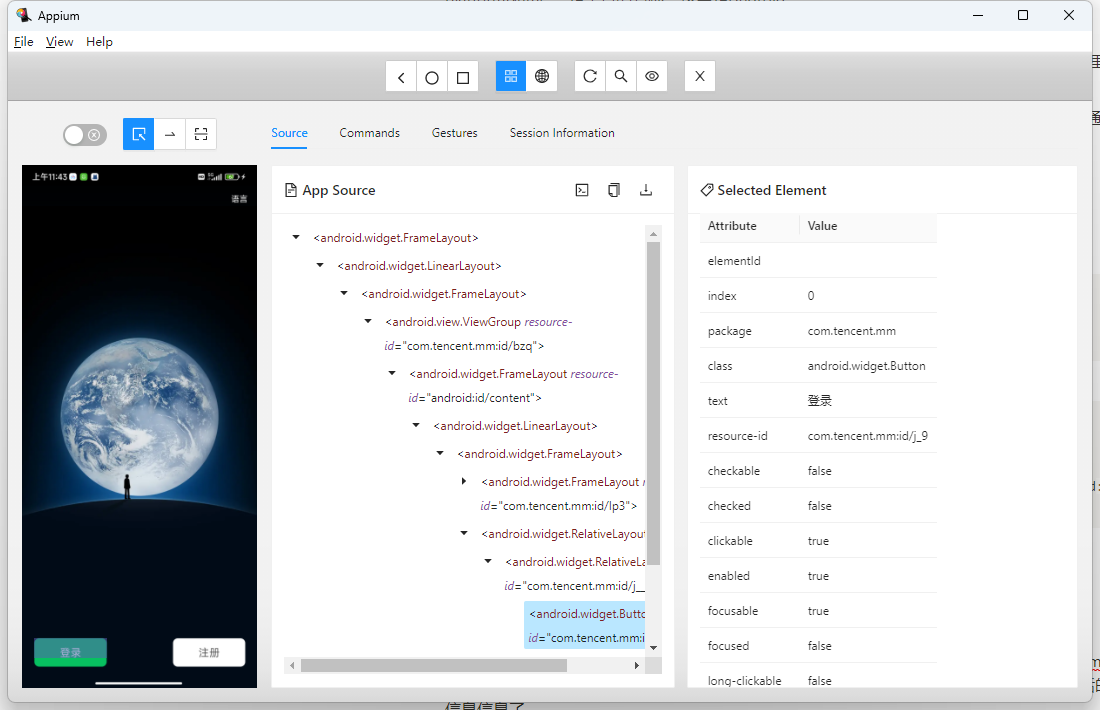 Appium
File View Help
Source Commands Gestures Session Information
上午11:43
语言
登录
注册
App Source
<android.widget.FrameLayout>
<android.widget.LinearLayout>
<android.widget.FrameLayout>
<android.view.ViewGroup resource-
id="com.tencent.mm:id/bzq">
<android.widget.FrameLayout resource-
id="android:id/content">
<android.widget.LinearLayout>
<android.widget.FrameLayout>
<android.widget.FrameLayout
id="com.tencent.mm:id/lp3">
<android.widget.RelativeLayout
<android.widget.RelativeLa
id="com.tencent.mm:id/j__
<android.widget.Butto
id="com.tencent.mm:i
Selected Element
Attribute Value
elementId
index 0
package com.tencent.mm
class android.widget.Button
text 登录
resource-id com.tencent.mm:id/j_9
checkable false
checked false
clickable true
enabled true
focusable true
focused false
long-clickable false